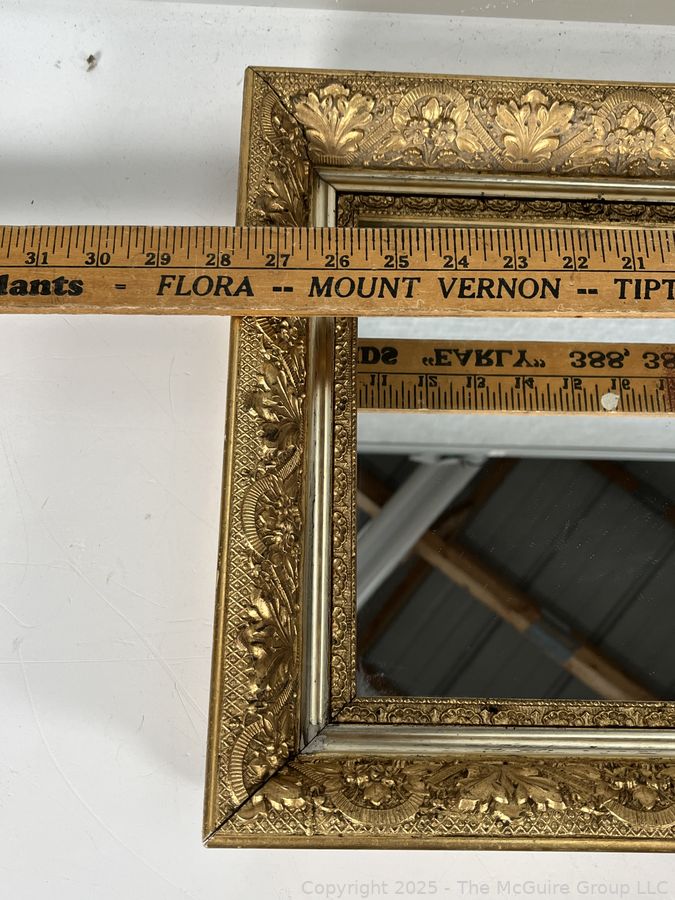 31 30 29 28 27 26 25 24 23 22 21
lants - FLORA -- MOUNT VERNON -- TIPT
DS "EARLY" 388, 38
11 12 13 14 15 16
Copyright 2025 - The McGuire Group LLC